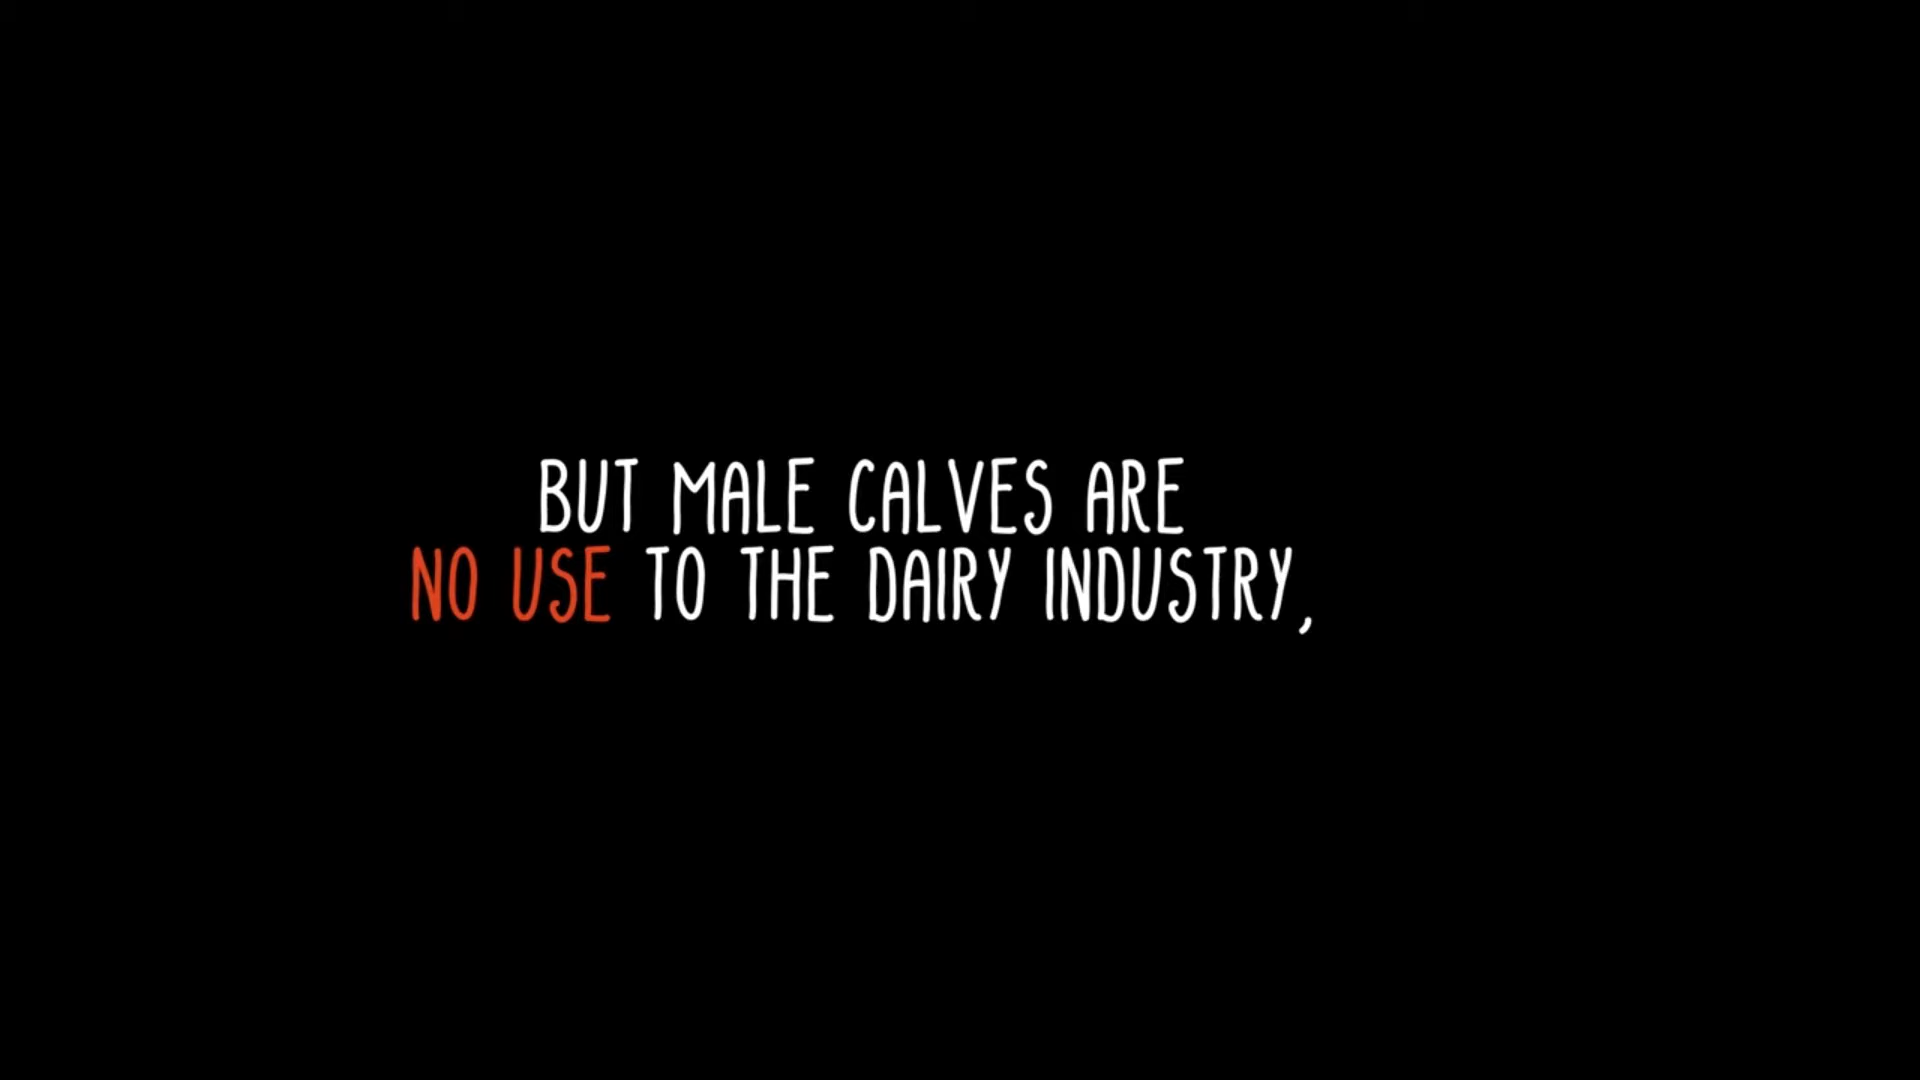 BUT MALE CALVES ARE
NO USE TO THE DAIRY INDUSTRY,